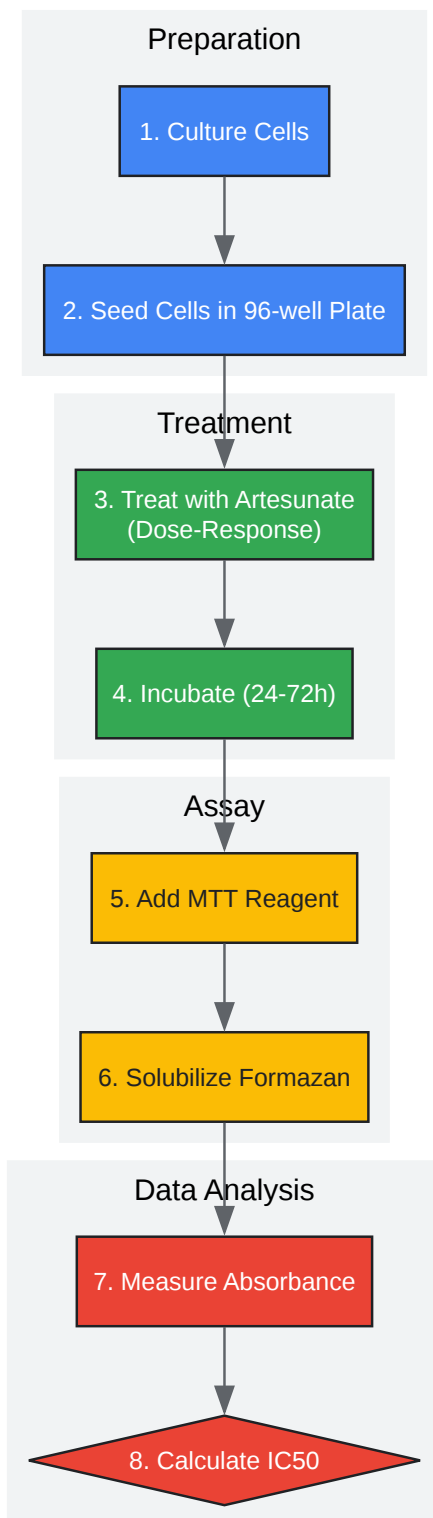 Preparation
1. Culture Cells
2. Seed Cells in 96-well Plate
Treatment
3. Treat with Artesunate
(Dose-Response)
4. Incubate (24-72h)
Assay
5. Add MTT Reagent
6. Solubilize Formazan
Data Analysis
7. Measure Absorbance
8. Calculate IC50